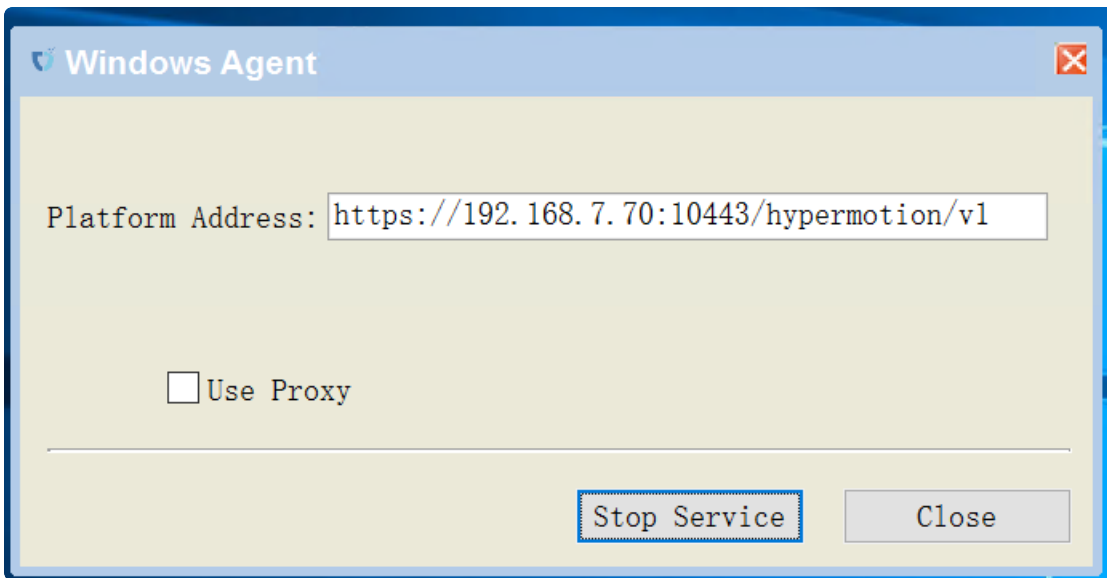 Windows Agent
Platform Address: https://192.168.7.70:10443/hypermotion/v1
Use Proxy
Stop Service
Close